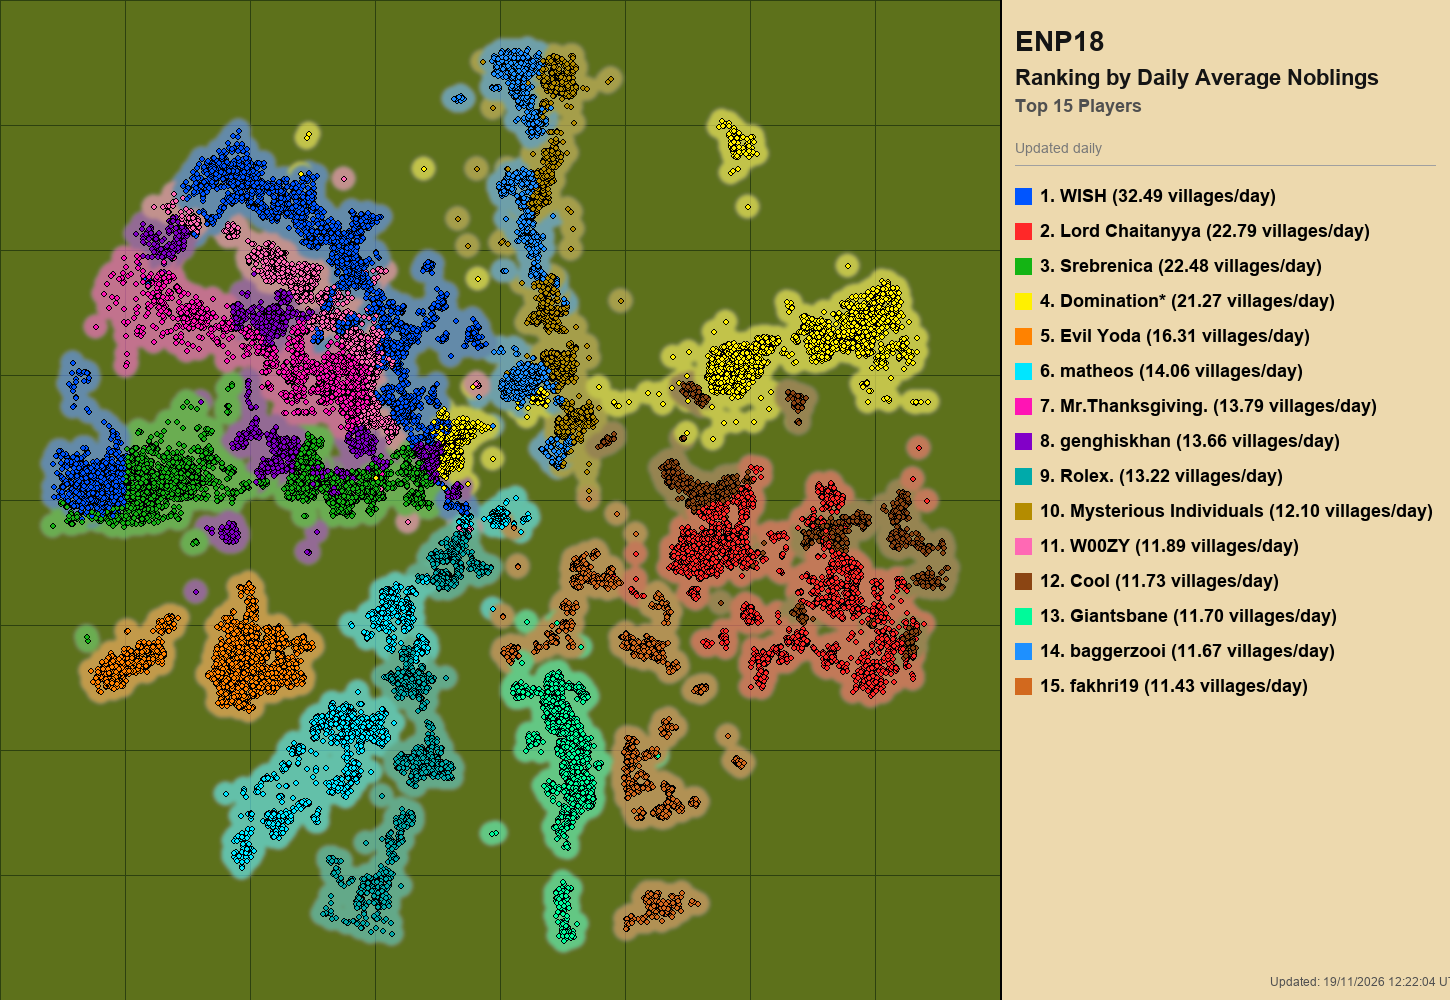 ENP18
Ranking by Daily Average Noblings
Top 15 Players
Updated daily
1. WISH (32.49 villages/day)
2. Lord Chaitanyya (22.79 villages/day)
3. Srebrenica (22.48 villages/day)
4. Domination* (21.27 villages/day)
5. Evil Yoda (16.31 villages/day)
6. matheos (14.06 villages/day)
7. Mr.Thanksgiving. (13.79 villages/day)
8. genghiskhan (13.66 villages/day)
9. Rolex. (13.22 villages/day)
10. Mysterious Individuals (12.10 villages/day)
11. W00ZY (11.89 villages/day)
12. Cool (11.73 villages/day)
13. Giantsbane (11.70 villages/day)
14. baggerzooi (11.67 villages/day)
15. fakhri19 (11.43 villages/day)
Updated: 19/11/2026 12:22:04